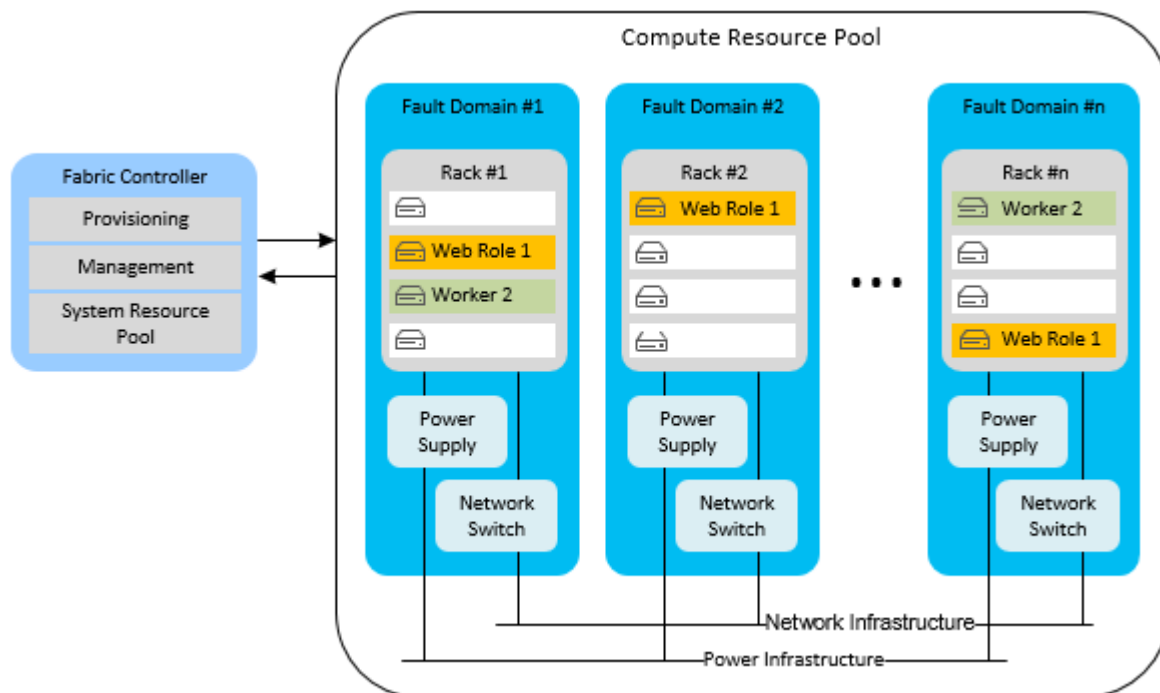 Compute Resource Pool
Fabric Controller
Provisioning
Management
System Resource
Pool
Fault Domain #1
Rack #1
Web Role 1
Worker 2
Power
Supply
Network
Switch
Fault Domain #2
Rack #2
Web Role 1
Power
Supply
Network
Switch
Fault Domain #n
Rack #n
Worker 2
Web Role 1
Power
Supply
Network
Switch
Network Infrastructure
Power Infrastructure